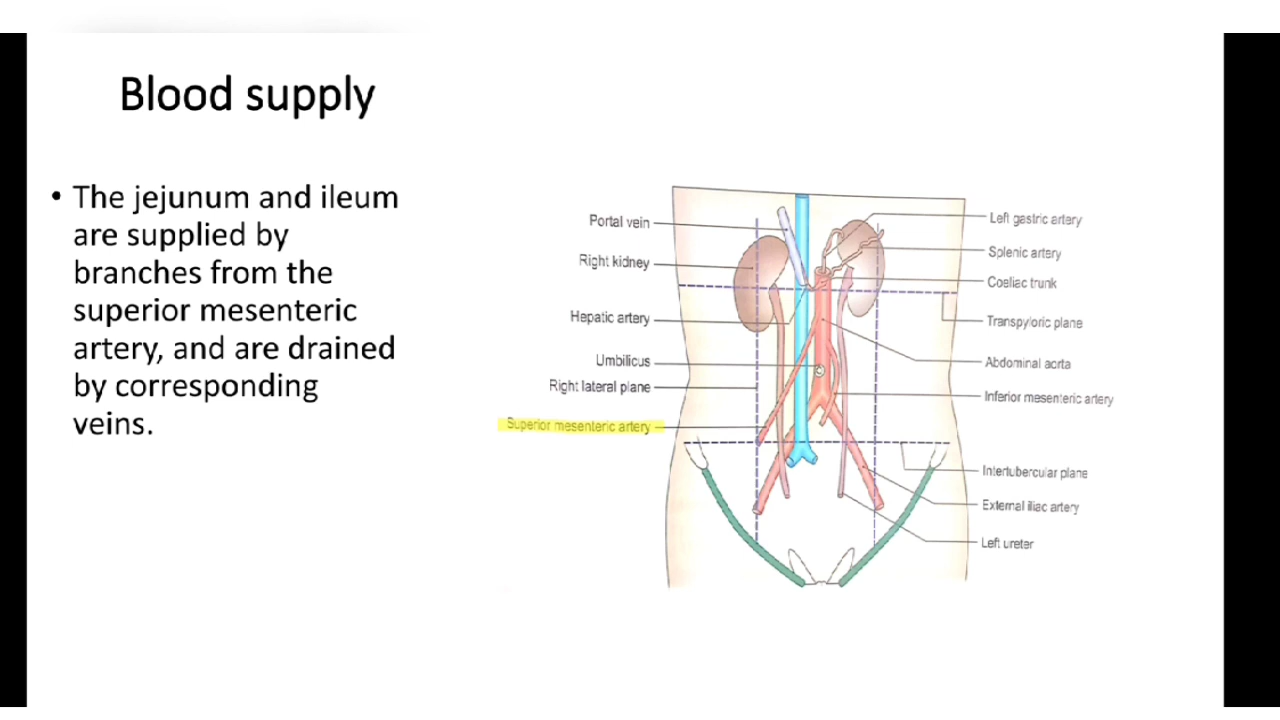 Blood supply
• The jejunum and ileum
are supplied by
branches from the
superior mesenteric
artery, and are drained
by corresponding
veins.
Portal vein
Right kidney
Hepatic artery
Umbilicus
Right lateral plane
Superior mesenteric artery
Left gastric artery
Splenic artery
Coeliac trunk
Transpyloric plane
Abdominal aorta
Inferior mesenteric artery
Intertubercular plane
External iliac artery
Left ureter